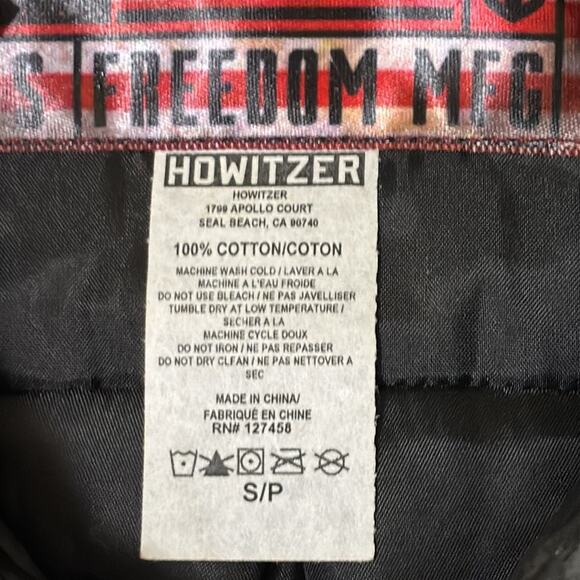 S FREEDOM MFG
HOWITZER
HOWITZER
1799 APOLLO COURT
SEAL BEACH, CA 90740
100% COTTON/COTON
MACHINE WASH COLD / LAVER A LA
MACHINE A L'EAU FROIDE
DO NOT USE BLEACH / NE PAS JAVELLISER
TUMBLE DRY AT LOW TEMPERATURE /
SECHER A LA
MACHINE CYCLE DOUX
DO NOT IRON / NE PAS REPASSER
DO NOT DRY CLEAN / NE PAS NETTOVER A
SEC
MADE IN CHINA/
FABRIQUÉ EN CHINE
RN# 127458
S/P